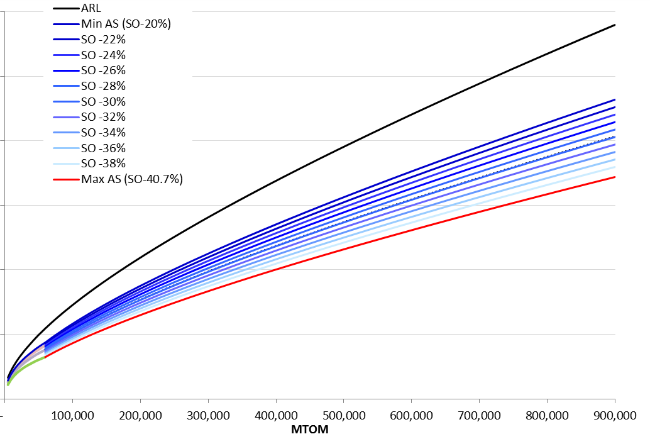 ARL
Min AS (SO-20%)
SO -22%
SO -24%
SO -26%
SO -28%
SO -30%
SO -32%
SO -34%
SO -36%
SO -38%
Max AS (SO-40.7%)
- 100,000 200,000 300,000 400,000 500,000 600,000 700,000 800,000 900,000
MTOM